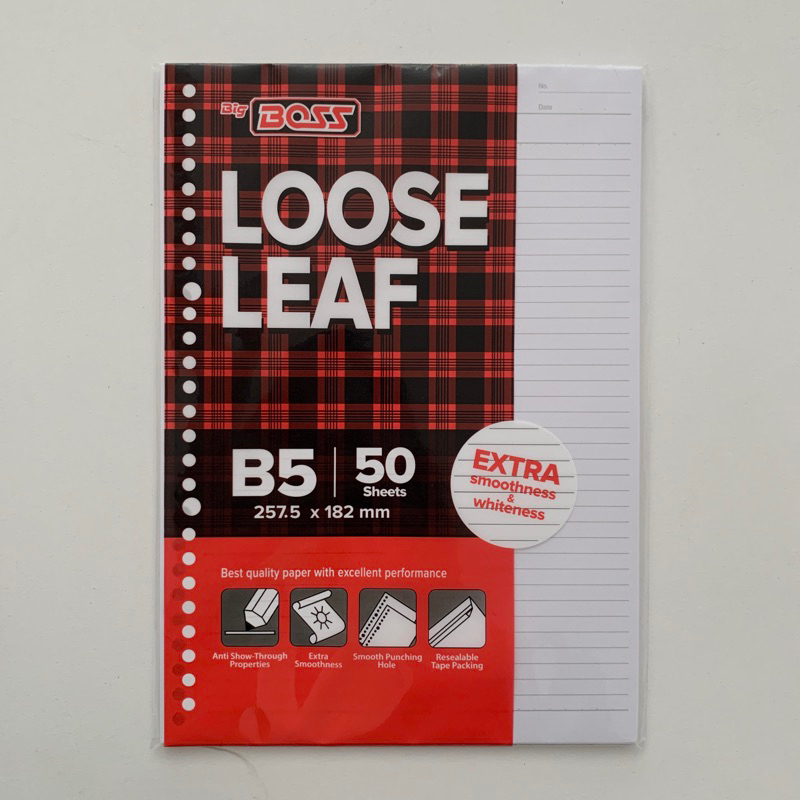 Big BOSS
No.
Date
LOOSE
LEAF
B5
50
Sheets
257.5 x 182 mm
EXTRA
smoothness
&
whiteness
Best quality paper with excellent performance
Anti Show-Through
Properties
Extra
Smoothness
Smooth Punching
Hole
Resealable
Tape Packing